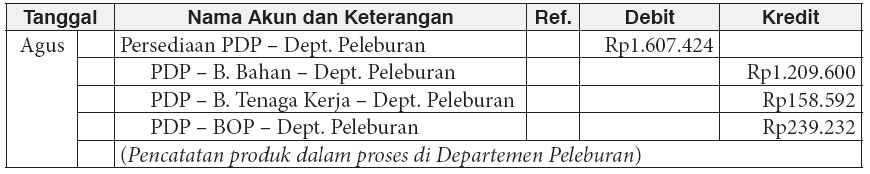 Tanggal Nama Akun dan Keterangan Ref. Debit Kredit
Agus Persediaan PDP – Dept. Peleburan Rp1.607.424
PDP – B. Bahan – Dept. Peleburan Rp1.209.600
PDP – B. Tenaga Kerja – Dept. Peleburan Rp158.592
PDP – BOP – Dept. Peleburan Rp239.232
(Pencatatan produk dalam proses di Departemen Peleburan)